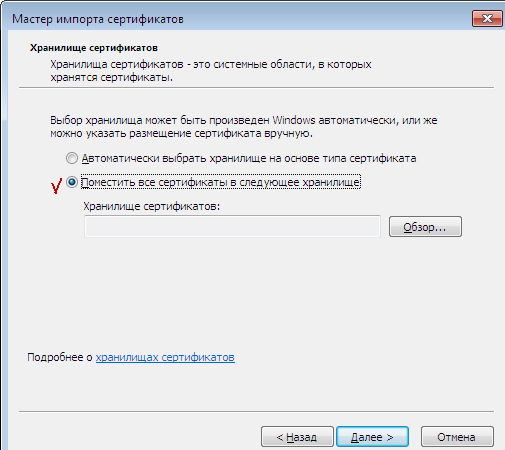 Мастер импорта сертификатов
Хранилище сертификатов
Хранилища сертификатов - это системные области, в которых
хранятся сертификаты.
Выбор хранилища может быть произведен Windows автоматически, или же
можно указать размещение сертификата вручную.
Автоматически выбрать хранилище на основе типа сертификата
Поместить все сертификаты в следующее хранилище
Хранилище сертификатов:
Обзор...
Подробнее о хранилищах сертификатов
< Назад Далее > Отмена